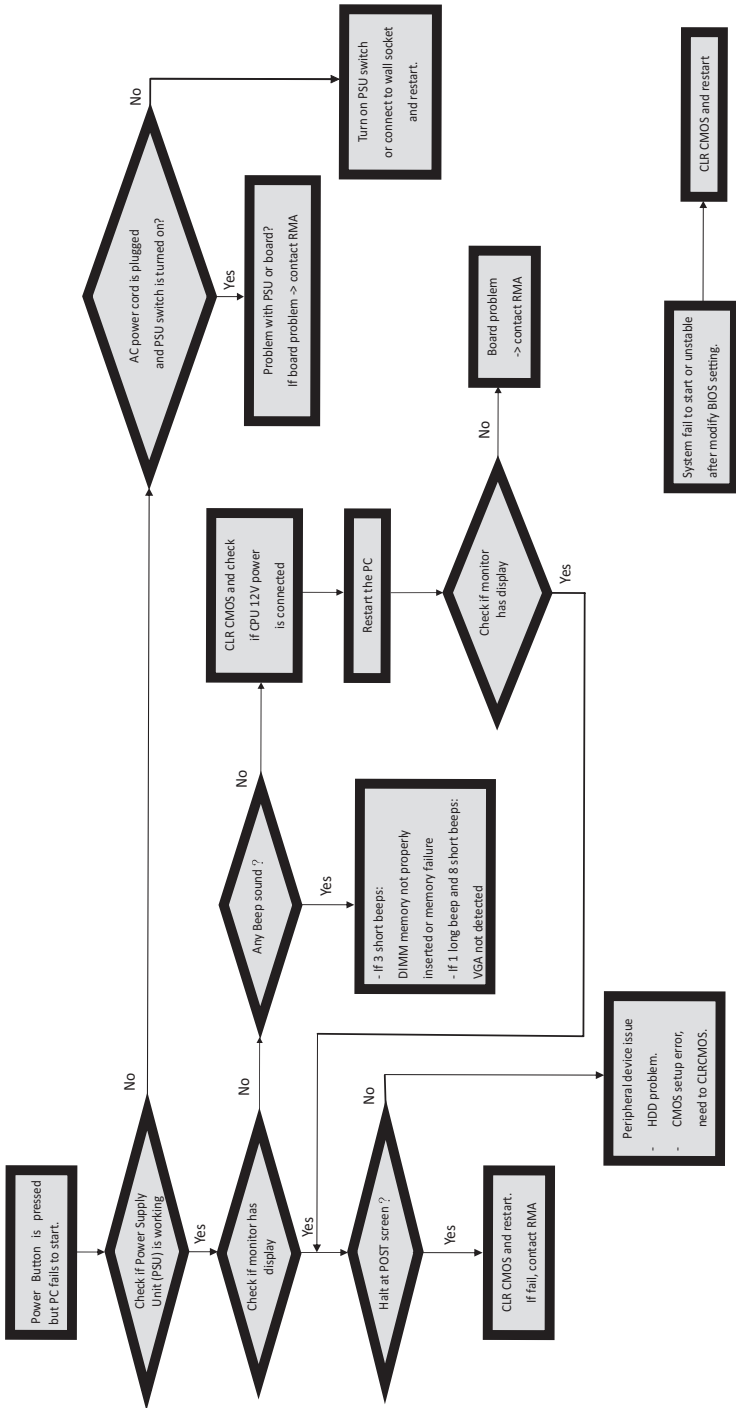 Power Button is pressed
but PC fails to start.
Check if Power Supply
Unit (PSU) is working
No
Yes
AC power cord is plugged
and PSU switch is turned on?
No
Yes
Turn on PSU switch
or connect to wall socket
and restart.
Problem with PSU or board?
If board problem -> contact RMA
Check if monitor has
display
No
Yes
Any Beep sound ?
No
Yes
CLR CMOS and check
if CPU 12V power
is connected
Restart the PC
Check if monitor
has display
No
Yes
Board problem
-> contact RMA
- If 3 short beeps:
DIMM memory not properly
inserted or memory failure
- If 1 long beep and 8 short beeps:
VGA not detected
Halt at POST screen ?
No
Yes
Peripheral device issue
- HDD problem.
- CMOS setup error,
need to CLRCMOS.
CLR CMOS and restart.
If fail, contact RMA
System fail to start or unstable
after modify BIOS setting.
CLR CMOS and restart